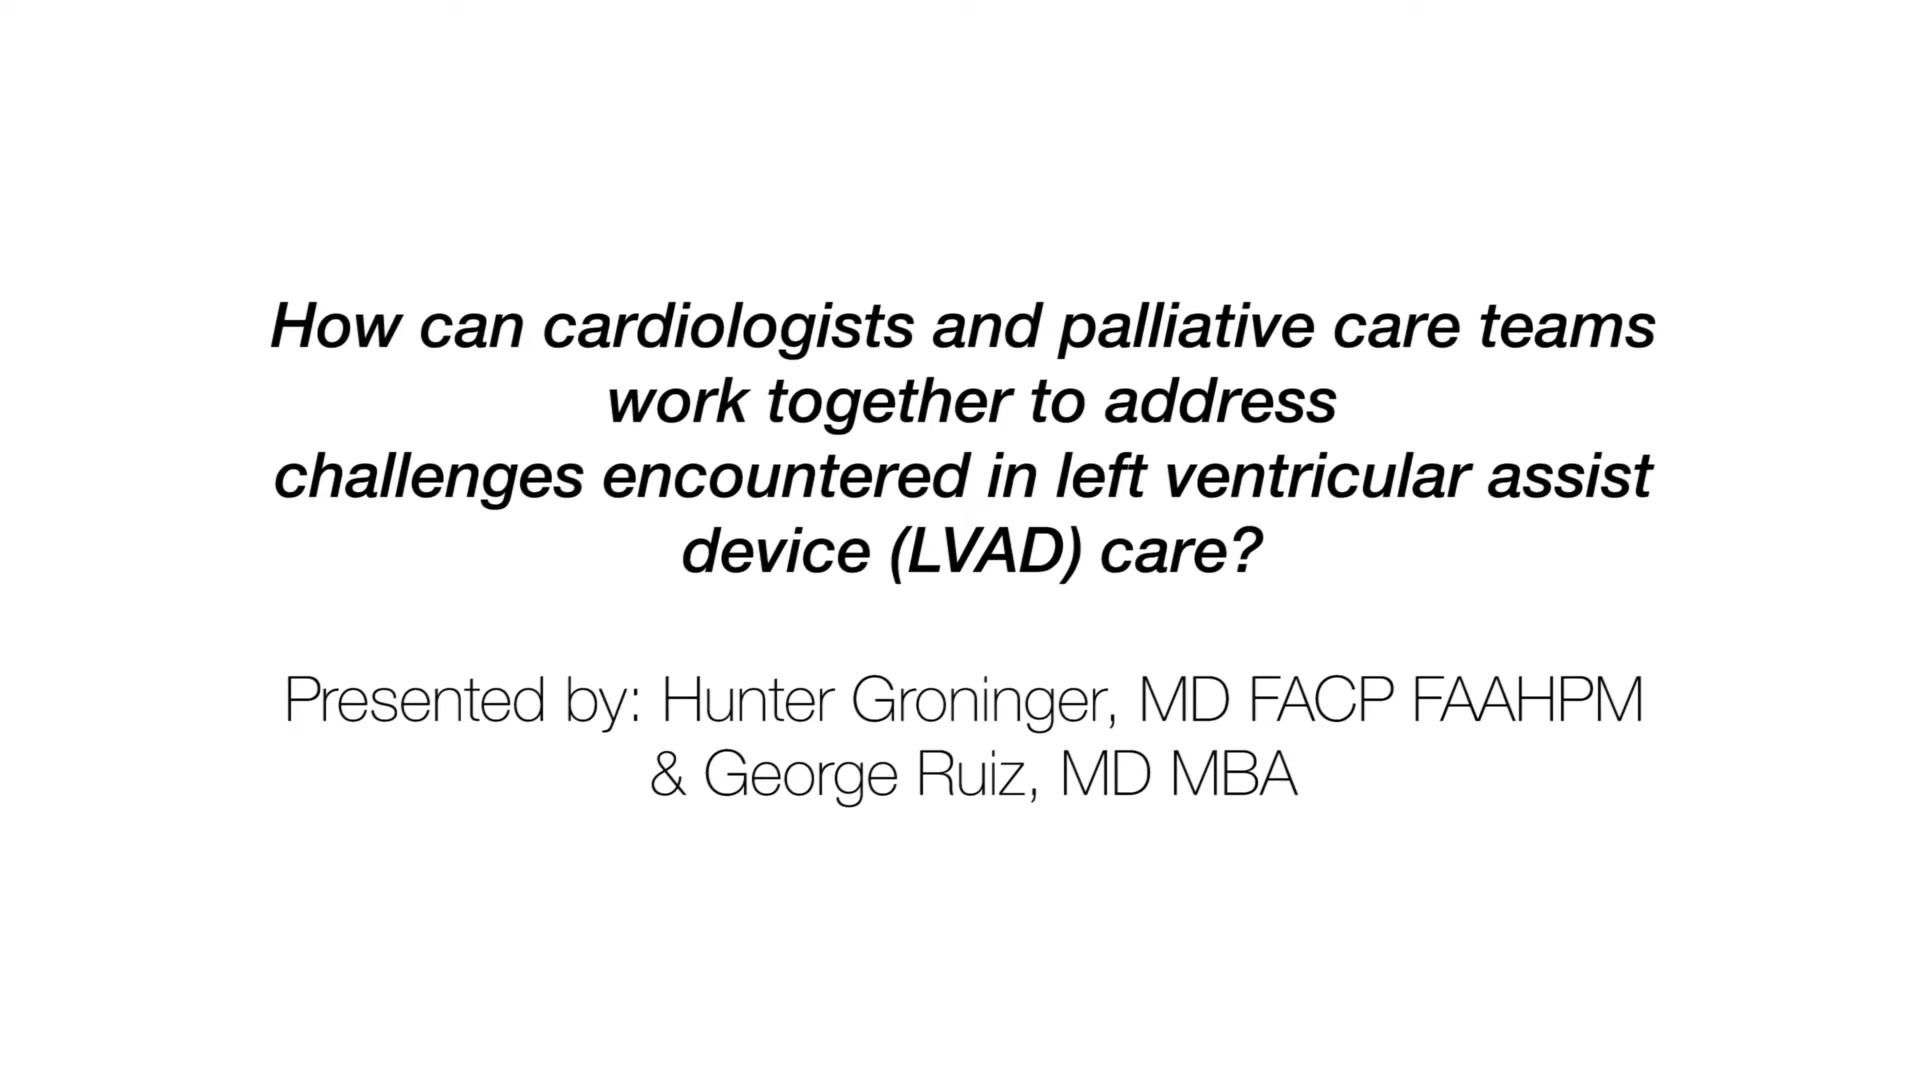 How can cardiologists and palliative care teams
work together to address
challenges encountered in left ventricular assist
device (LVAD) care?
Presented by: Hunter Groninger, MD FACP FAAHPM
& George Ruiz, MD MBA